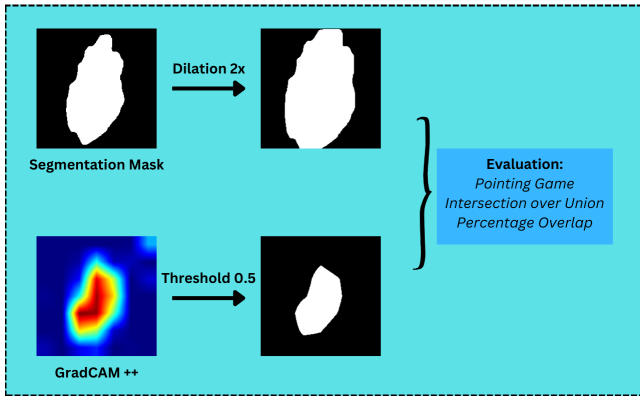 Dilation 2x
Segmentation Mask
Evaluation:
Pointing Game
Intersection over Union
Percentage Overlap
Threshold 0.5
GradCAM ++